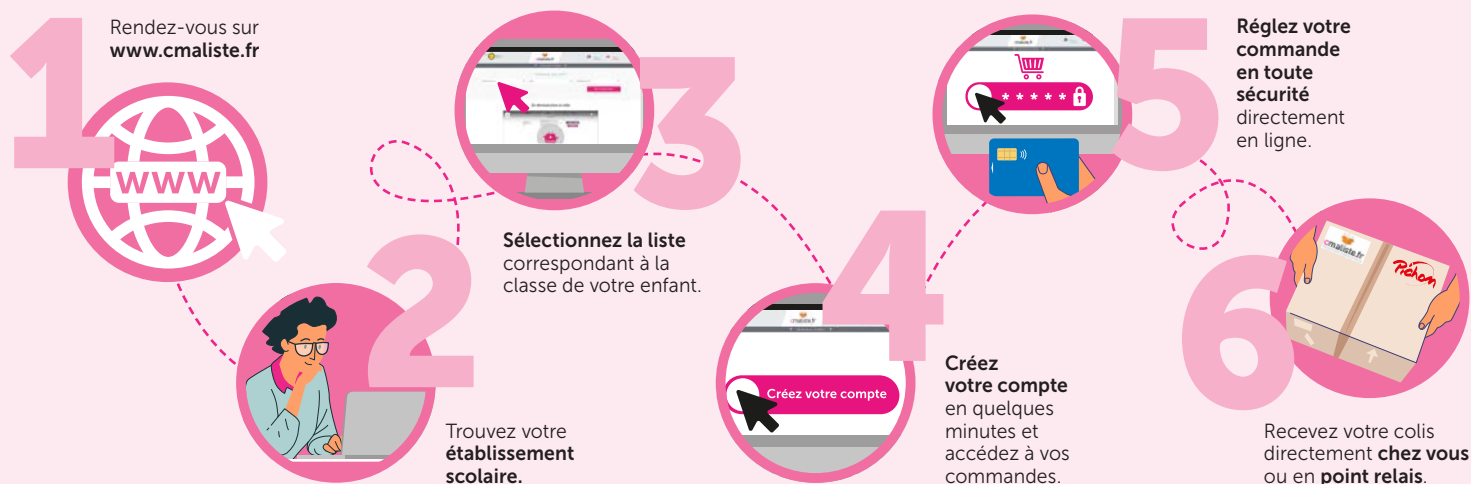 1
Rendez-vous sur
www.cmaliste.fr
WWW
2
Trouvez votre
établissement
scolaire.
3
Sélectionnez la liste
correspondant à la
classe de votre enfant.
4
cmaliste.fr
Créez votre compte
Créez
votre compte
en quelques
minutes et
accédez à vos
commandes.
5
* * * * *
Réglez votre
commande
en toute
sécurité
directement
en ligne.
6
cmaliste.fr
Pichon
Recevez votre colis
directement chez vous
ou en point relais.